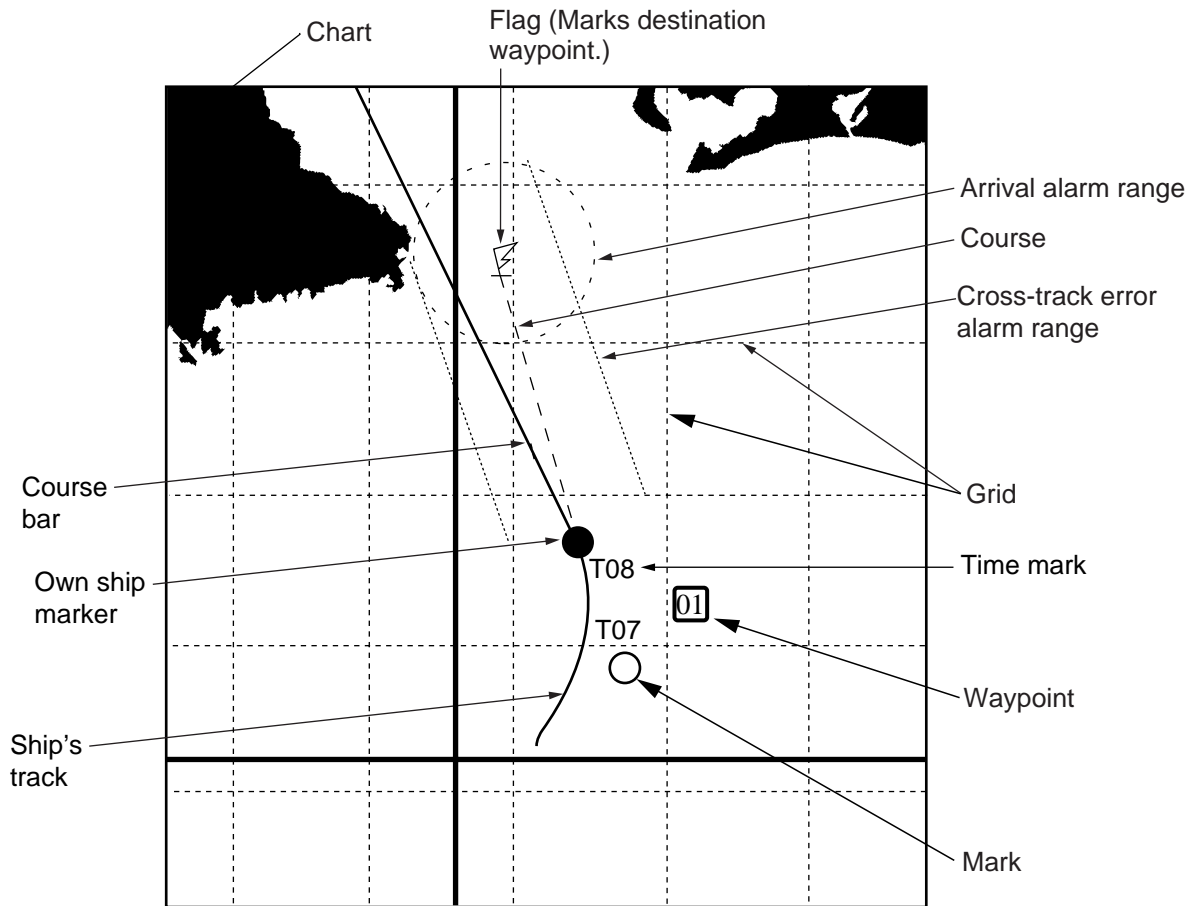 Flag (Marks destination
waypoint.)
Chart
Arrival alarm range
Course
Cross-track error
alarm range
Course
bar
Grid
Own ship
marker
T08
Time mark
01
T07
Waypoint
Ship's
track
Mark